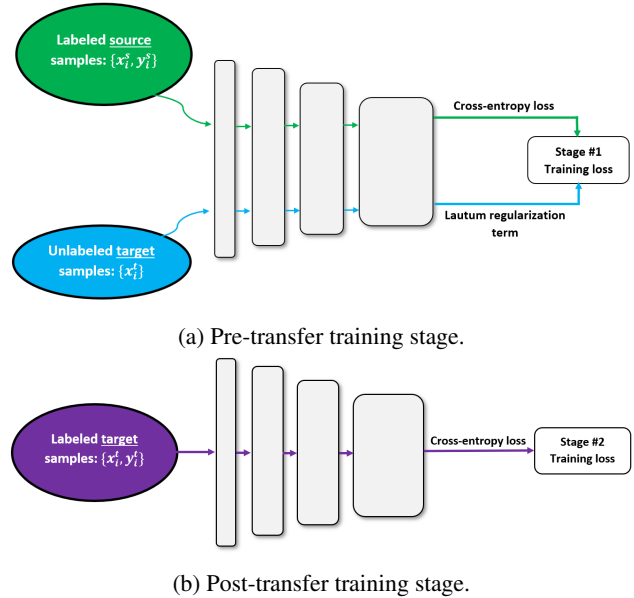 Labeled source
samples: {x_i^s, y_i^s}
Cross-entropy loss
Stage #1
Training loss
Unlabeled target
samples: {x_i^t}
Lautum regularization
term
(a) Pre-transfer training stage.
Labeled target
samples: {x_i^t, y_i^t}
Cross-entropy loss
Stage #2
Training loss
(b) Post-transfer training stage.